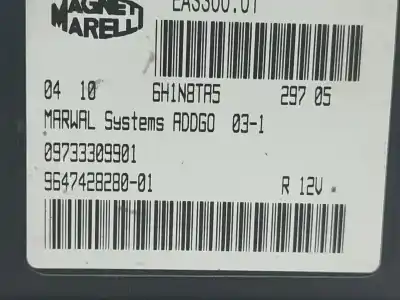 MAGNETI
MARELLI
EAS300.01
04 10 6H1N8TA5 297 05
MARWAL Systems ADDGO 03-1
09733309901
9647428280-01 R 12V